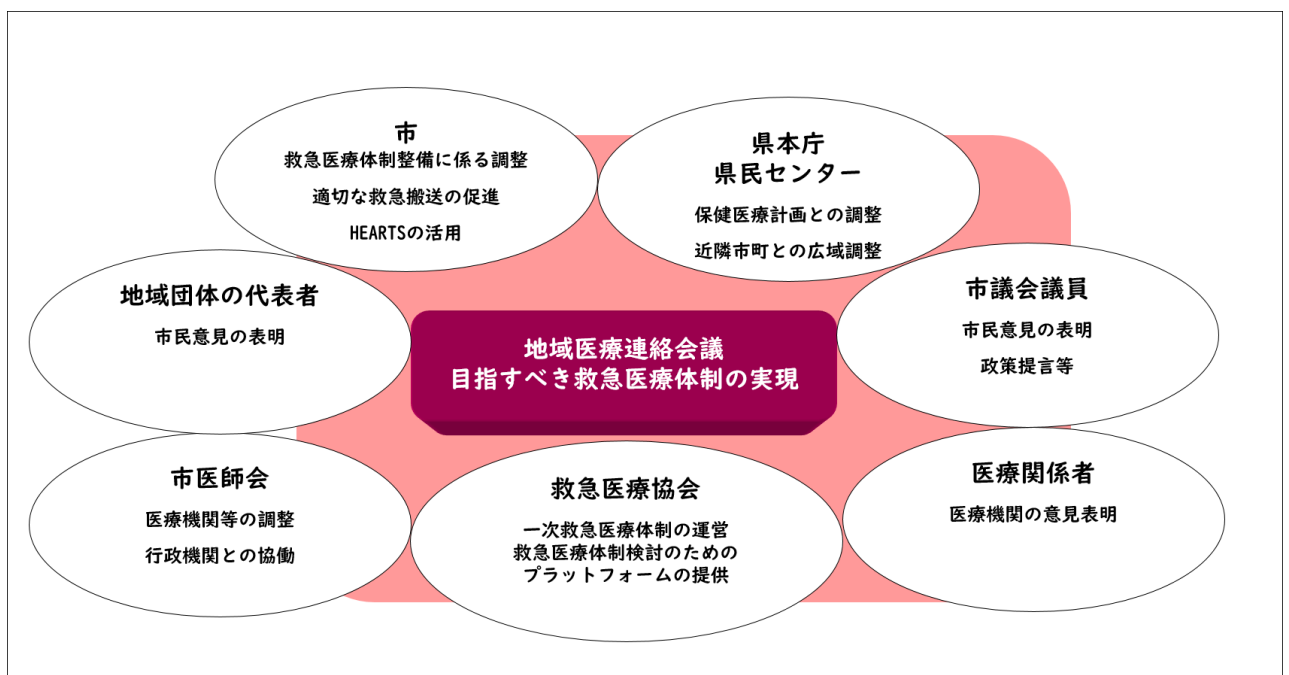 市
救急医療体制整備に係る調整
適切な救急搬送の促進
HEARTSの活用
県本庁
県民センター
保健医療計画との調整
近隣市町との広域調整
地域団体の代表者
市民意見の表明
地域医療連絡会議
目指すべき救急医療体制の実現
市議会議員
市民意見の表明
政策提言等
市医師会
医療機関等の調整
行政機関との協働
救急医療協会
一次救急医療体制の運営
救急医療体制検討のための
プラットフォームの提供
医療関係者
医療機関の意見表明